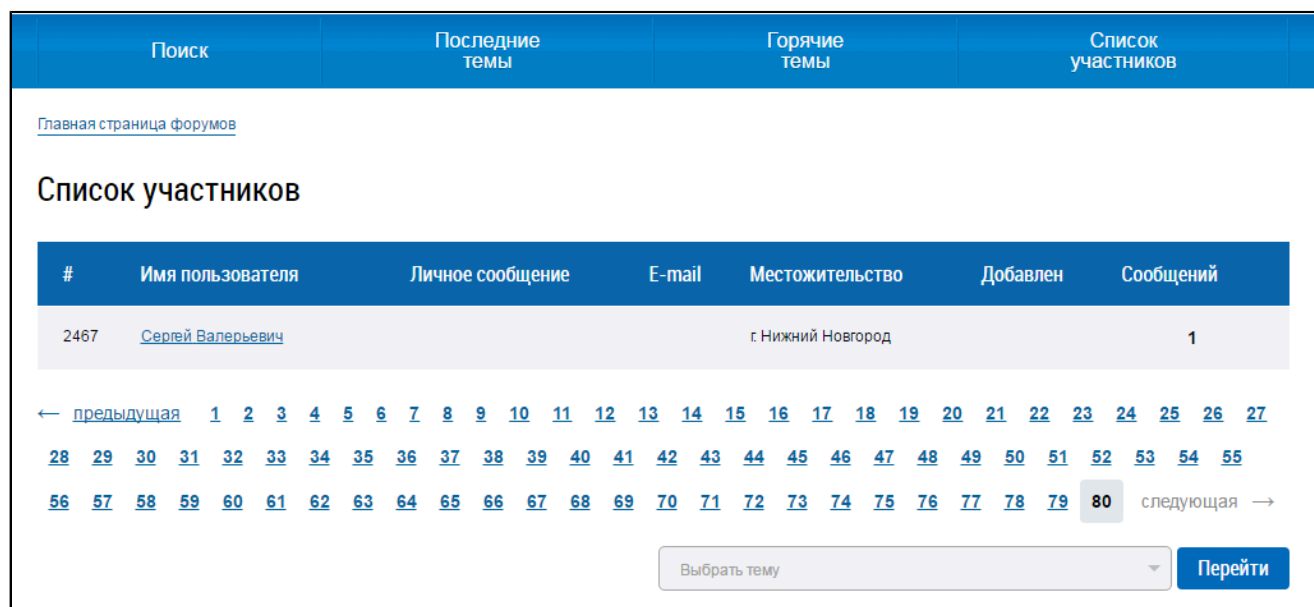 Поиск
Последние темы
Горячие темы
Список участников
Главная страница форумов
Список участников
# Имя пользователя Личное сообщение E-mail Местожительство Добавлен Сообщений
2467 Сергей Валерьевич г. Нижний Новгород 1
← предыдущая 1 2 3 4 5 6 7 8 9 10 11 12 13 14 15 16 17 18 19 20 21 22 23 24 25 26 27
28 29 30 31 32 33 34 35 36 37 38 39 40 41 42 43 44 45 46 47 48 49 50 51 52 53 54 55
56 57 58 59 60 61 62 63 64 65 66 67 68 69 70 71 72 73 74 75 76 77 78 79 80 следующая →
Выбрать тему Перейти